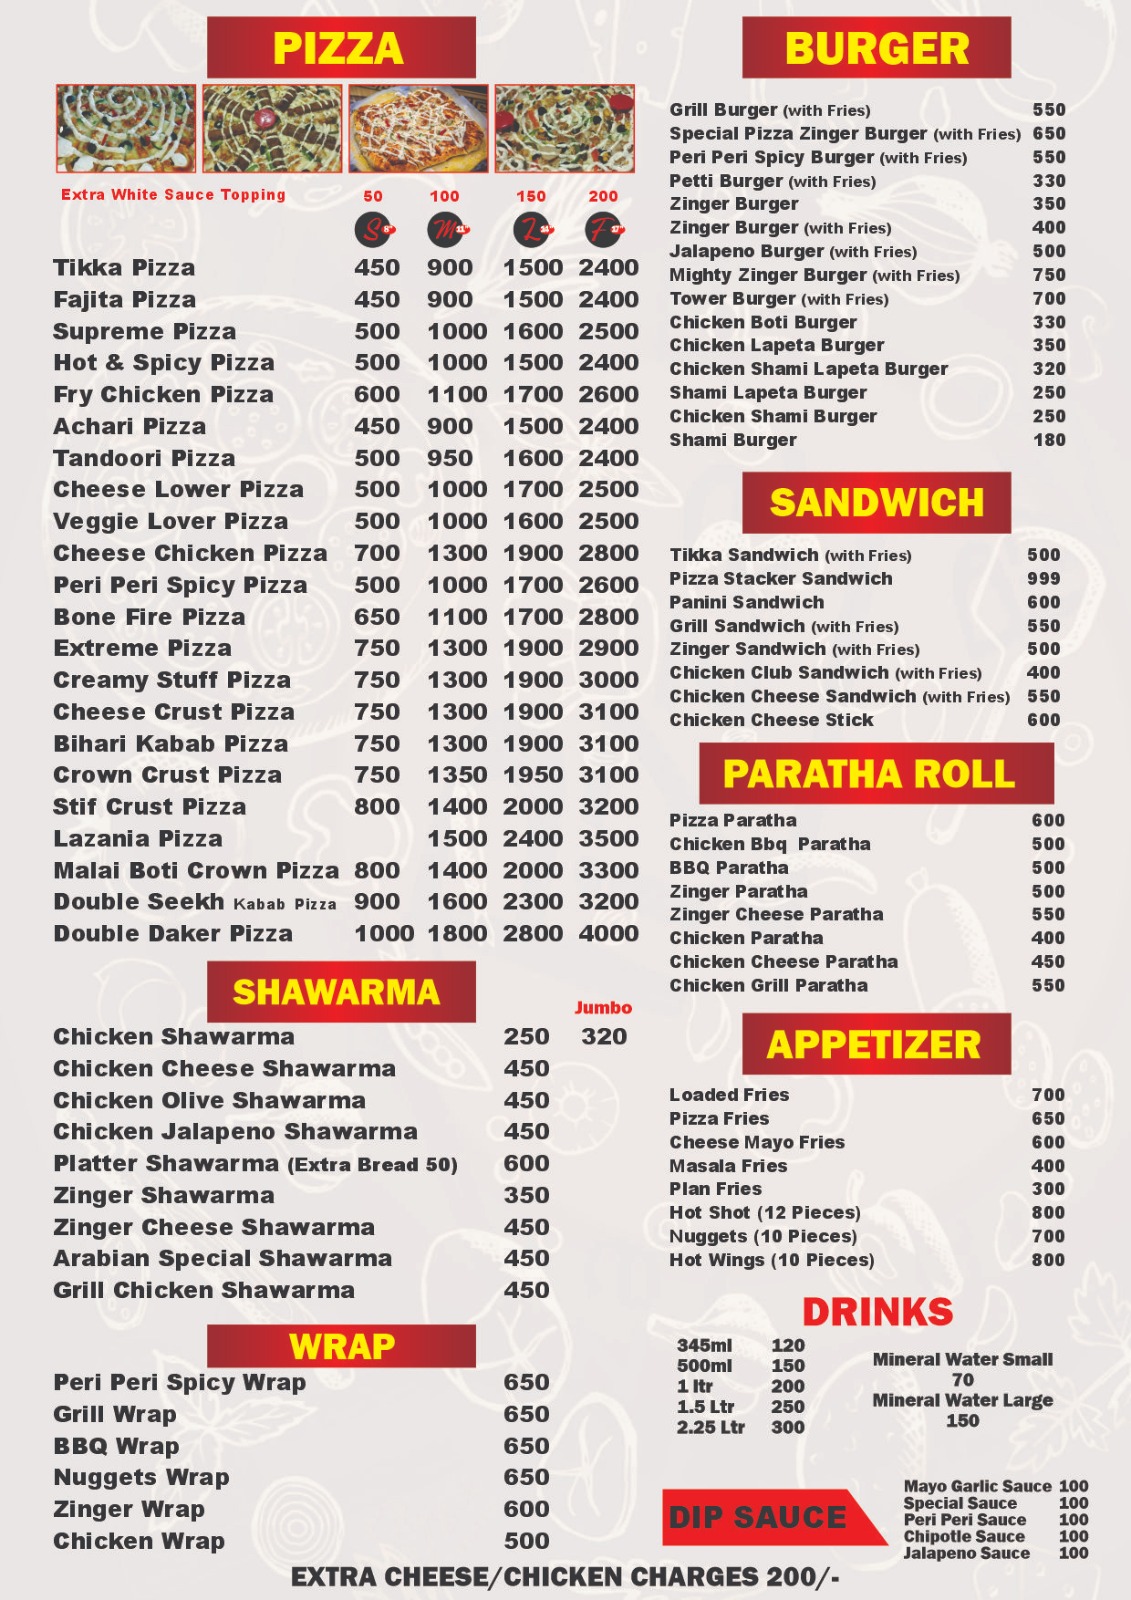 PIZZA
Extra White Sauce Topping 50 100 150 200
S 8" M 11" L 14" F 17"
Tikka Pizza 450 900 1500 2400
Fajita Pizza 450 900 1500 2400
Supreme Pizza 500 1000 1600 2500
Hot & Spicy Pizza 500 1000 1500 2400
Fry Chicken Pizza 600 1100 1700 2600
Achari Pizza 450 900 1500 2400
Tandoori Pizza 500 950 1600 2400
Cheese Lower Pizza 500 1000 1700 2500
Veggie Lover Pizza 500 1000 1600 2500
Cheese Chicken Pizza 700 1300 1900 2800
Peri Peri Spicy Pizza 500 1000 1700 2600
Bone Fire Pizza 650 1100 1700 2800
Extreme Pizza 750 1300 1900 2900
Creamy Stuff Pizza 750 1300 1900 3000
Cheese Crust Pizza 750 1300 1900 3100
Bihari Kabab Pizza 750 1300 1900 3100
Crown Crust Pizza 750 1350 1950 3100
Stif Crust Pizza 800 1400 2000 3200
Lazania Pizza 1500 2400 3500
Malai Boti Crown Pizza 800 1400 2000 3300
Double Seekh Kabab Pizza 900 1600 2300 3200
Double Daker Pizza 1000 1800 2800 4000
SHAWARMA
Jumbo
Chicken Shawarma 250 320
Chicken Cheese Shawarma 450
Chicken Olive Shawarma 450
Chicken Jalapeno Shawarma 450
Platter Shawarma (Extra Bread 50) 600
Zinger Shawarma 350
Zinger Cheese Shawarma 450
Arabian Special Shawarma 450
Grill Chicken Shawarma 450
WRAP
Peri Peri Spicy Wrap 650
Grill Wrap 650
BBQ Wrap 650
Nuggets Wrap 650
Zinger Wrap 600
Chicken Wrap 500
BURGER
Grill Burger (with Fries) 550
Special Pizza Zinger Burger (with Fries) 650
Peri Peri Spicy Burger (with Fries) 550
Petti Burger (with Fries) 330
Zinger Burger 350
Zinger Burger (with Fries) 400
Jalapeno Burger (with Fries) 500
Mighty Zinger Burger (with Fries) 750
Tower Burger (with Fries) 700
Chicken Boti Burger 330
Chicken Lapeta Burger 350
Chicken Shami Lapeta Burger 320
Shami Lapeta Burger 250
Chicken Shami Burger 250
Shami Burger 180
SANDWICH
Tikka Sandwich (with Fries) 500
Pizza Stacker Sandwich 999
Panini Sandwich 600
Grill Sandwich (with Fries) 550
Zinger Sandwich (with Fries) 500
Chicken Club Sandwich (with Fries) 400
Chicken Cheese Sandwich (with Fries) 550
Chicken Cheese Stick 600
PARATHA ROLL
Pizza Paratha 600
Chicken Bbq Paratha 500
BBQ Paratha 500
Zinger Paratha 500
Zinger Cheese Paratha 550
Chicken Paratha 400
Chicken Cheese Paratha 450
Chicken Grill Paratha 550
APPETIZER
Loaded Fries 700
Pizza Fries 650
Cheese Mayo Fries 600
Masala Fries 400
Plan Fries 300
Hot Shot (12 Pieces) 800
Nuggets (10 Pieces) 700
Hot Wings (10 Pieces) 800
DRINKS
345ml 120
500ml 150
1 ltr 200
1.5 Ltr 250
2.25 Ltr 300
Mineral Water Small
70
Mineral Water Large
150
DIP SAUCE
Mayo Garlic Sauce 100
Special Sauce 100
Peri Peri Sauce 100
Chipotle Sauce 100
Jalapeno Sauce 100
EXTRA CHEESE/CHICKEN CHARGES 200/-